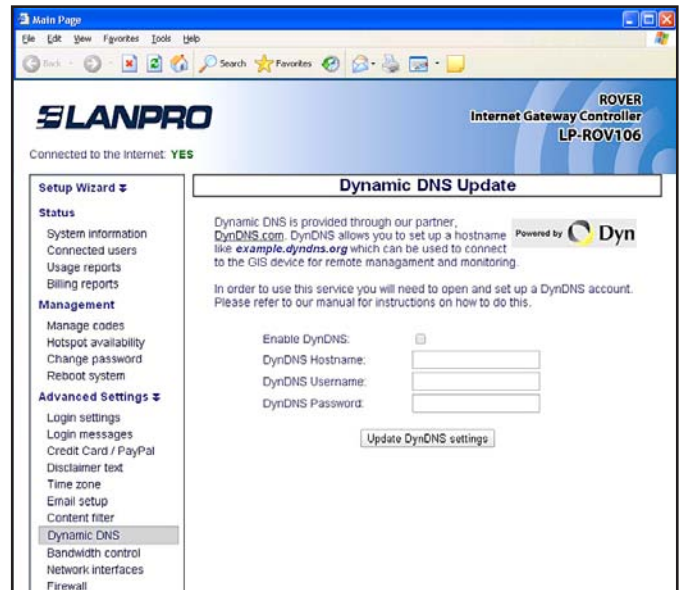 Main Page
File Edit View Favorites Tools Help
Back Search Favorites
LANPRO
ROVER
Internet Gateway Controller
LP-ROV106
Connected to the Internet: YES
Setup Wizard
Status
System information
Connected users
Usage reports
Billing reports
Management
Manage codes
Hotspot availability
Change password
Reboot system
Advanced Settings
Login settings
Login messages
Credit Card / PayPal
Disclaimer text
Time zone
Email setup
Content filter
Dynamic DNS
Bandwidth control
Network interfaces
Firewall
Dynamic DNS Update
Dynamic DNS is provided through our partner,
DynDNS.com. DynDNS allows you to set up a hostname
like example.dyndns.org which can be used to connect
to the GIS device for remote managament and monitoring.
Powered by Dyn
In order to use this service you will need to open and set up a DynDNS account.
Please refer to our manual for instructions on how to do this.
Enable DynDNS:
DynDNS Hostname:
DynDNS Username:
DynDNS Password:
Update DynDNS settings